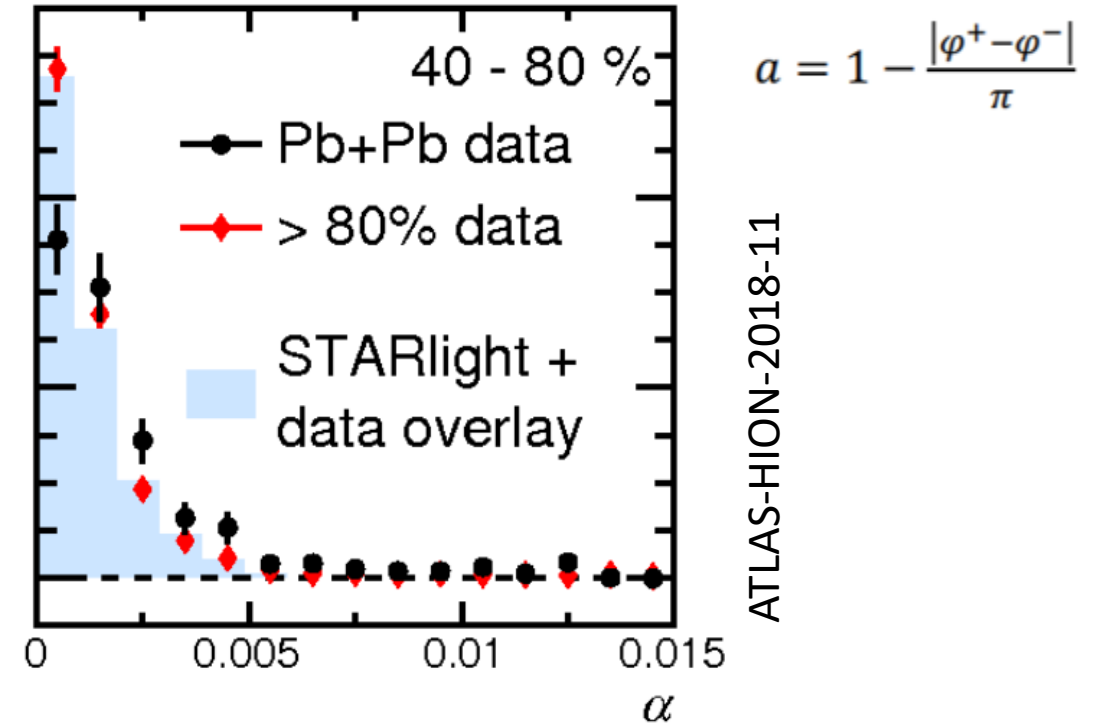 40 - 80 %
Pb+Pb data
> 80% data
STARlight +
data overlay
0 0.005 0.01 0.015
α
a = 1 − |φ⁺−φ⁻| / π
ATLAS-HION-2018-11